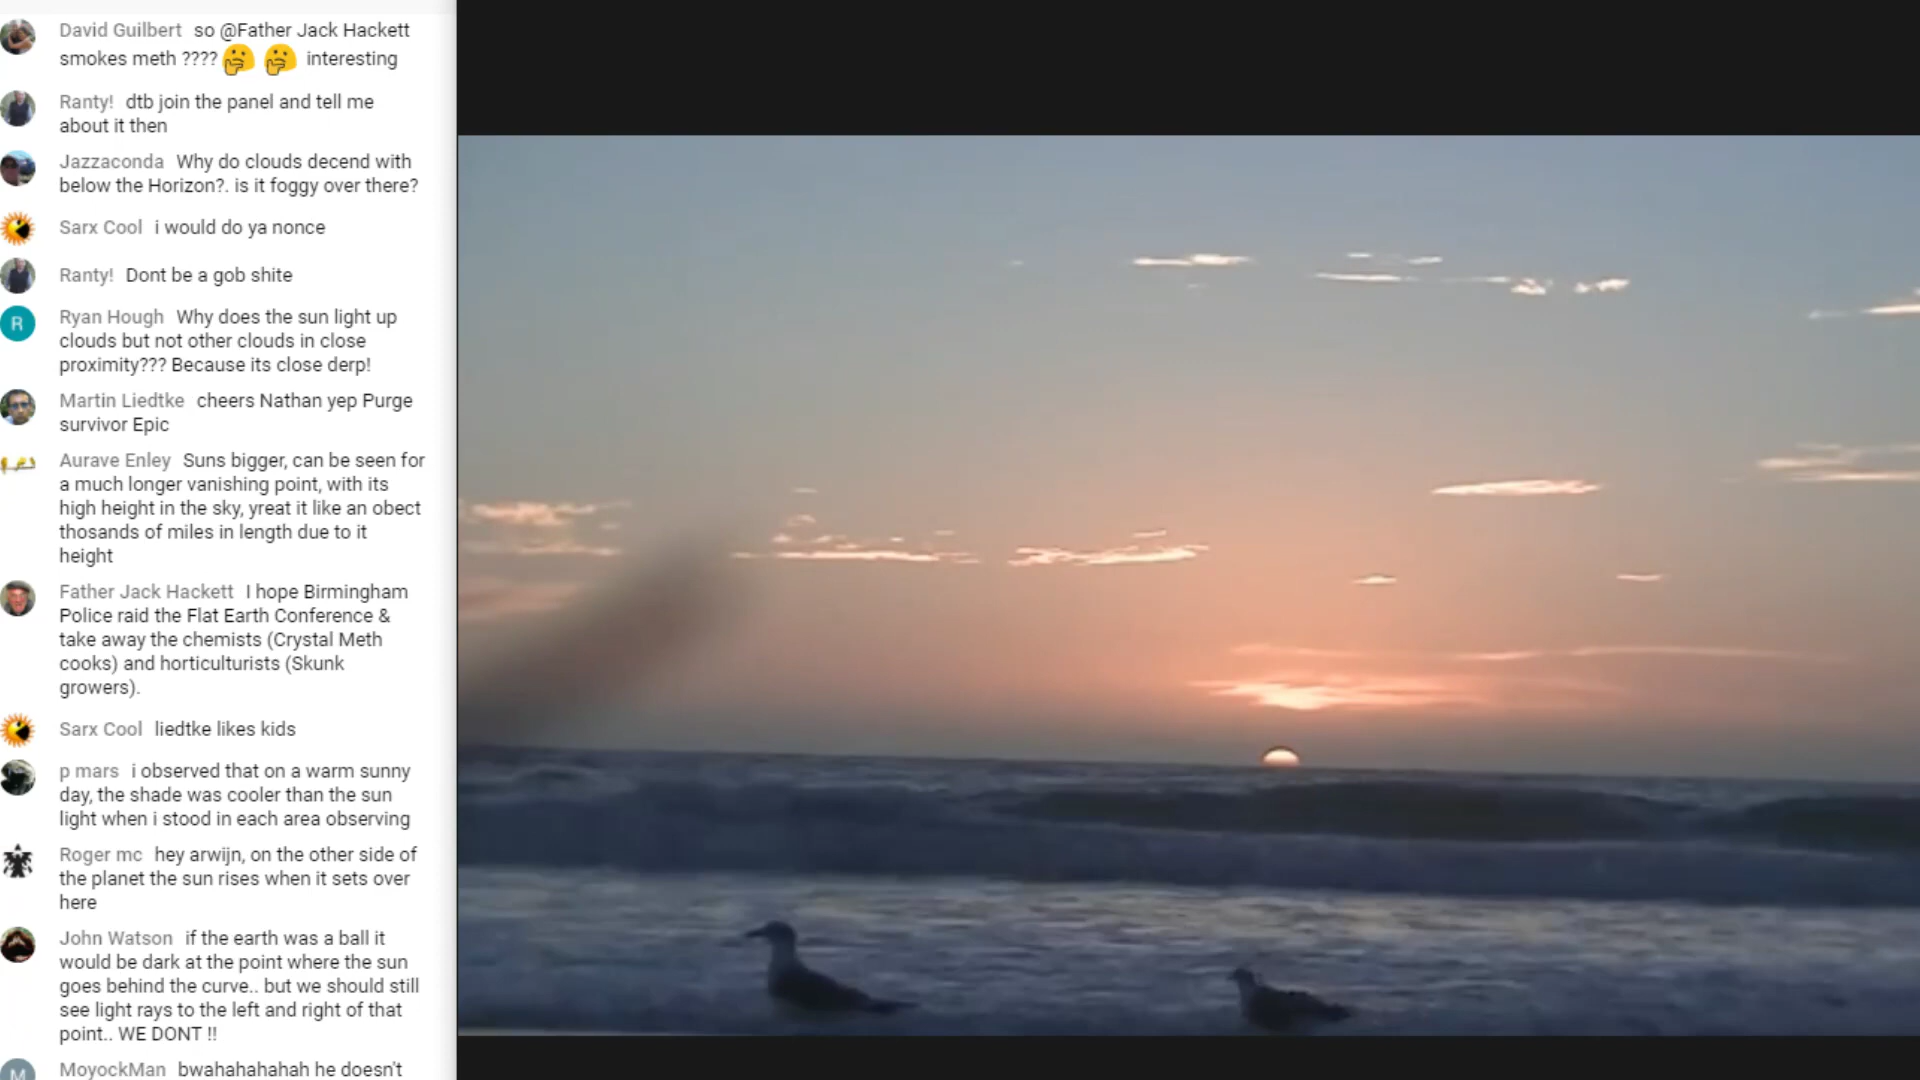 David Guilbert so @Father Jack Hackett
smokes meth ???? 🤔 🤔 interesting
Ranty! dtb join the panel and tell me
about it then
Jazzaconda Why do clouds decend with
below the Horizon?. is it foggy over there?
Sarx Cool i would do ya nonce
Ranty! Dont be a gob shite
R
Ryan Hough Why does the sun light up
clouds but not other clouds in close
proximity??? Because its close derp!
Martin Liedtke cheers Nathan yep Purge
survivor Epic
Aurave Enley Suns bigger, can be seen for
a much longer vanishing point, with its
high height in the sky, yreat it like an obect
thosands of miles in length due to it
height
Father Jack Hackett I hope Birmingham
Police raid the Flat Earth Conference &
take away the chemists (Crystal Meth
cooks) and horticulturists (Skunk
growers).
Sarx Cool liedtke likes kids
p mars i observed that on a warm sunny
day, the shade was cooler than the sun
light when i stood in each area observing
Roger mc hey arwijn, on the other side of
the planet the sun rises when it sets over
here
John Watson if the earth was a ball it
would be dark at the point where the sun
goes behind the curve.. but we should still
see light rays to the left and right of that
point.. WE DONT !!
M
MoyockMan bwahahahahah he doesn't